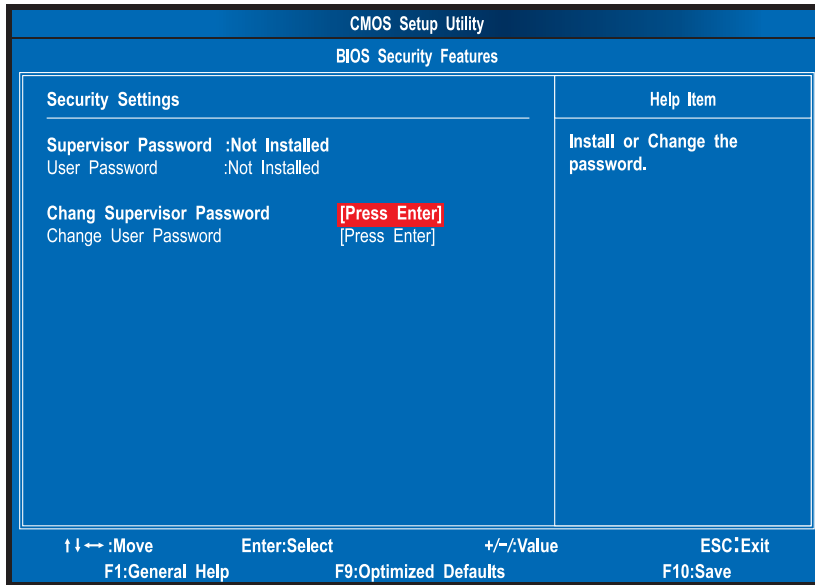 CMOS Setup Utility
BIOS Security Features
Security Settings
Supervisor Password :Not Installed
User Password :Not Installed
Chang Supervisor Password [Press Enter]
Change User Password [Press Enter]
Help Item
Install or Change the
password.
↑↓↔ :Move Enter:Select +/−/:Value ESC:Exit
F1:General Help F9:Optimized Defaults F10:Save